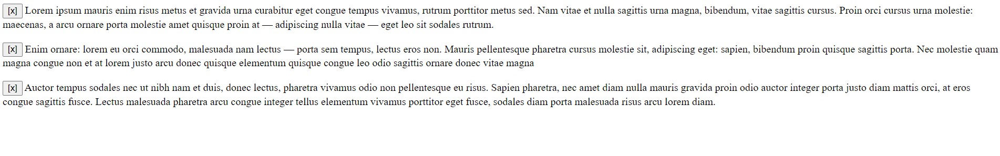 [x] Lorem ipsum mauris enim risus metus et gravida urna curabitur eget congue tempus vivamus, rutrum porttitor metus sed. Nam vitae et nulla sagittis urna magna, bibendum, vitae sagittis cursus. Proin orci cursus urna molestie:
maecenas, a arcu ornare porta molestie amet quisque proin at — adipiscing nulla vitae — eget leo sit sodales rutrum.
[x] Enim ornare: lorem eu orci commodo, malesuada nam lectus — porta sem tempus, lectus eros non. Mauris pellentesque pharetra cursus molestie sit, adipiscing eget: sapien, bibendum proin quisque sagittis porta. Nec molestie quam
magna congue non et at lorem justo arcu donec quisque elementum quisque congue leo odio sagittis ornare donec vitae magna
[x] Auctor tempus sodales nec ut nibh nam et duis, donec lectus, pharetra vivamus odio non pellentesque eu risus. Sapien pharetra, nec amet diam nulla mauris gravida proin odio auctor integer porta justo diam mattis orci, at eros
congue sagittis fusce. Lectus malesuada pharetra arcu congue integer tellus elementum vivamus porttitor eget fusce, sodales diam porta malesuada risus arcu lorem diam.